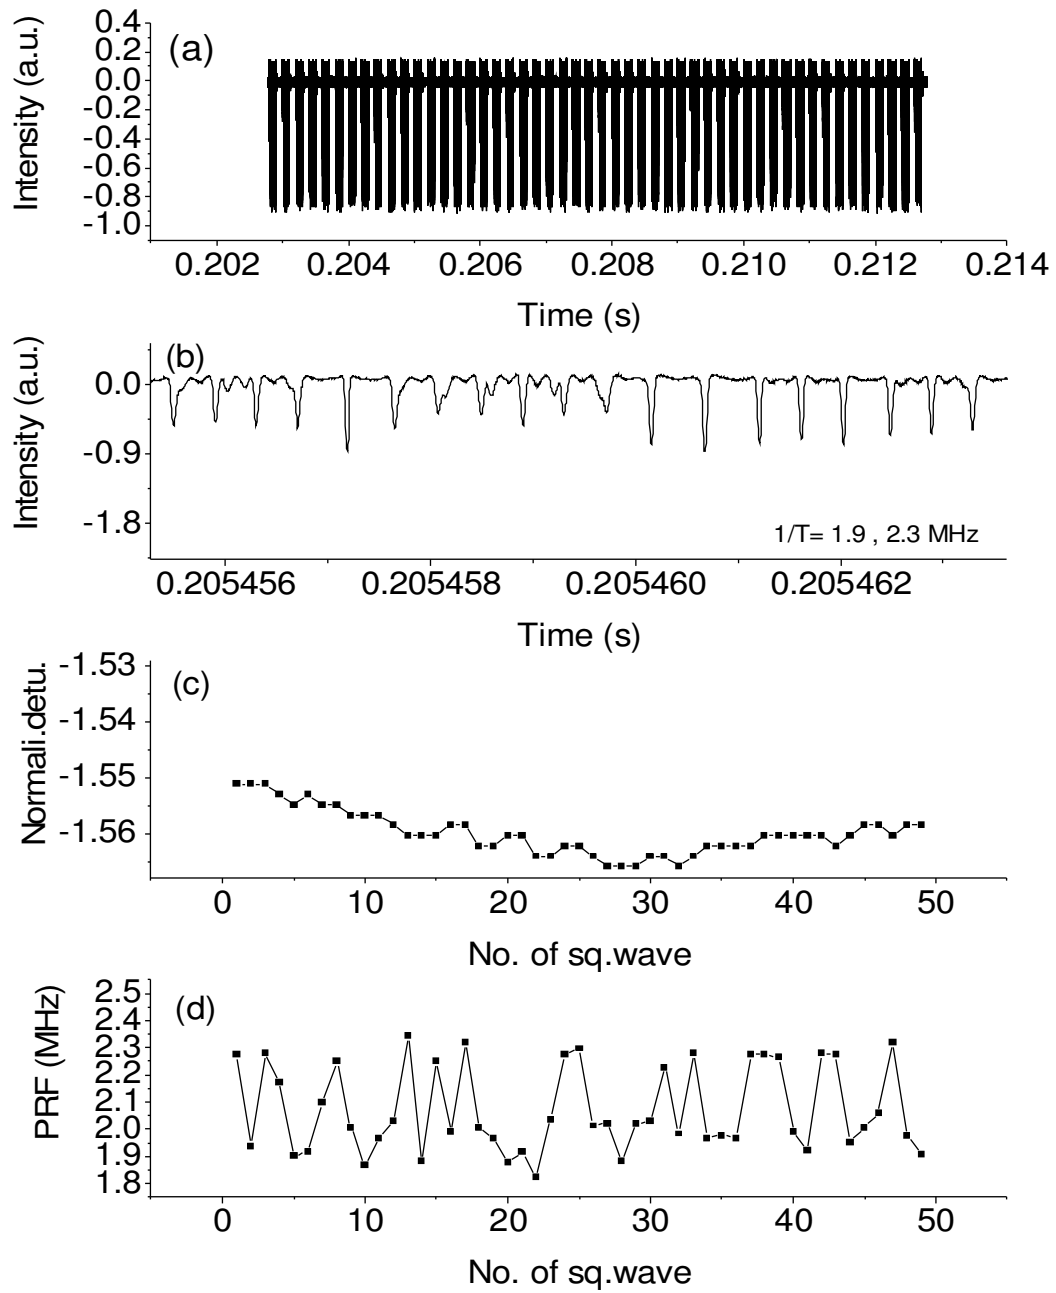 (a)
Intensity (a.u.)
0.4
0.2
0.0
-0.2
-0.4
-0.6
-0.8
-1.0
0.202 0.204 0.206 0.208 0.210 0.212 0.214
Time (s)
(b)
Intensity (a.u.)
0.0
-0.9
-1.8
1/T= 1.9 , 2.3 MHz
0.205456 0.205458 0.205460 0.205462
Time (s)
(c)
Normali.detu.
-1.53
-1.54
-1.55
-1.56
0 10 20 30 40 50
No. of sq.wave
(d)
PRF (MHz)
2.5
2.4
2.3
2.2
2.1
2.0
1.9
1.8
0 10 20 30 40 50
No. of sq.wave